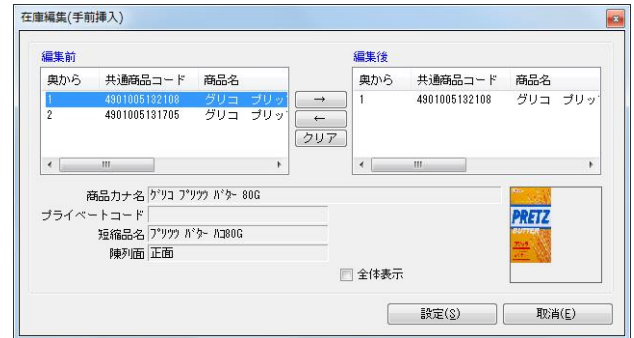 在庫編集(手前挿入)
編集前
編集後
奥から 共通商品コード 商品名
1 4901005132108 グリコ プリッ
2 4901005131705 グリコ プリッ
→
←
クリア
奥から 共通商品コード 商品名
1 4901005132108 グリコ プリッ
商品カナ名 グリコ プリツツ バター 80G
プライベートコード
短縮品名 プリツツ バター ハコ80G
陳列面 正面
PRETZ
BUTTER
全体表示
設定(S)
取消(E)